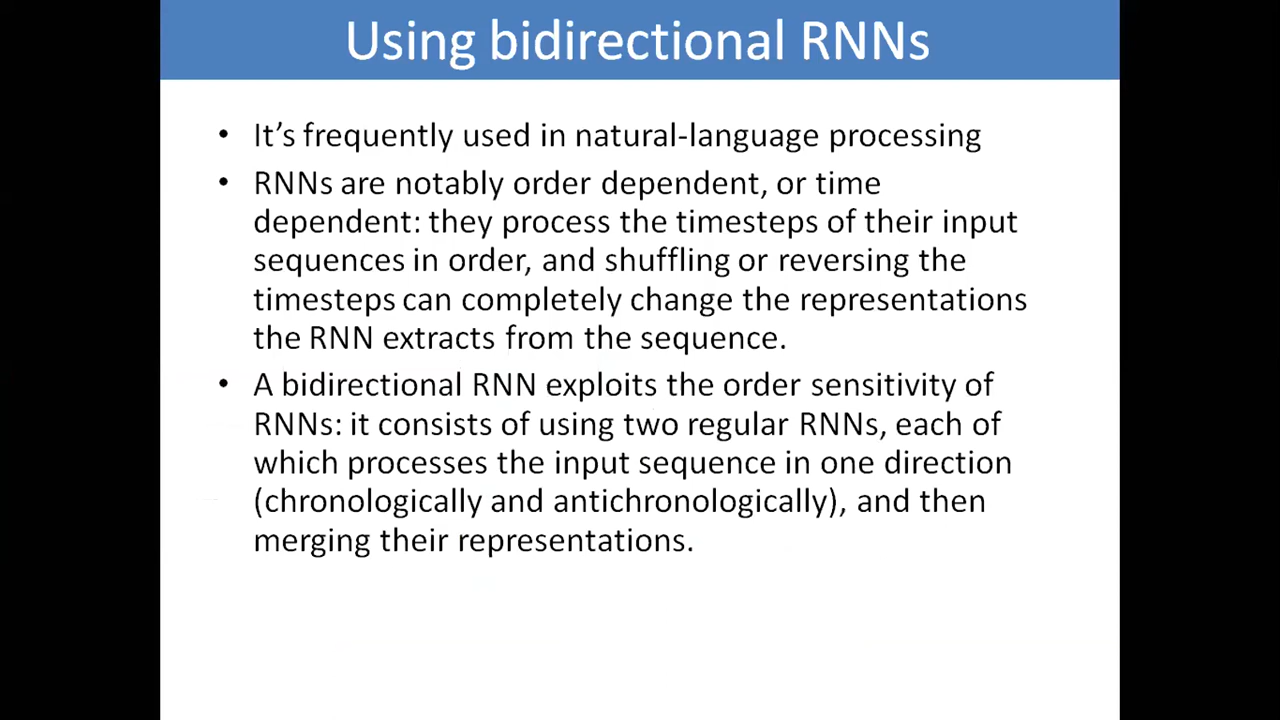 Using bidirectional RNNs
• It’s frequently used in natural-language processing
• RNNs are notably order dependent, or time
dependent: they process the timesteps of their input
sequences in order, and shuffling or reversing the
timesteps can completely change the representations
the RNN extracts from the sequence.
• A bidirectional RNN exploits the order sensitivity of
RNNs: it consists of using two regular RNNs, each of
which processes the input sequence in one direction
(chronologically and antichronologically), and then
merging their representations.